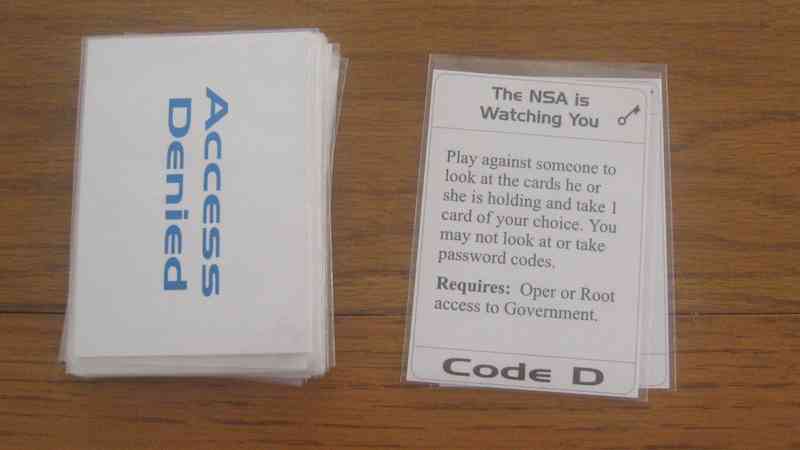 Access
Denied
The NSA is
Watching You
Play against someone to
look at the cards he or
she is holding and take 1
card of your choice. You
may not look at or take
password codes.
Requires: Oper or Root
access to Government.
Code D